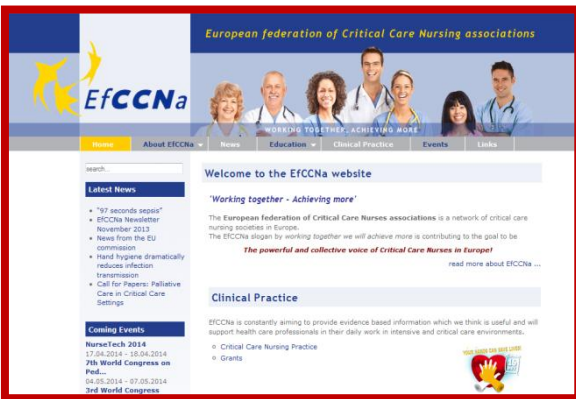 European federation of Critical Care Nursing associations
EfCCNa
WORKING TOGETHER, ACHIEVING MORE
Home About EfCCNa News Education Clinical Practice Events Links
search...
Latest News
"97 seconds sepsis"
EfCCNa Newsletter
November 2013
News from the EU
commission
Hand hygiene dramatically
reduces infection
transmission
Call for Papers: Palliative
Care in Critical Care
Settings
Coming Events
NurseTech 2014
17.04.2014 - 18.04.2014
7th World Congress on
Ped...
04.05.2014 - 07.05.2014
3rd World Congress
Welcome to the EfCCNa website
'Working together - Achieving more'
The European federation of Critical Care Nurses associations is a network of critical care
nursing societies in Europe.
The EfCCNa slogan by working together we will achieve more is contributing to the goal to be
The powerful and collective voice of Critical Care Nurses in Europe!
read more about EfCCNa ...
Clinical Practice
EfCCNa is constantly aiming to provide evidence based information which we think is useful and will
support health care professionals in their daily work in intensive and critical care environments.
Critical Care Nursing Practice
Grants
YOUR HANDS CAN SAVE LIVES!